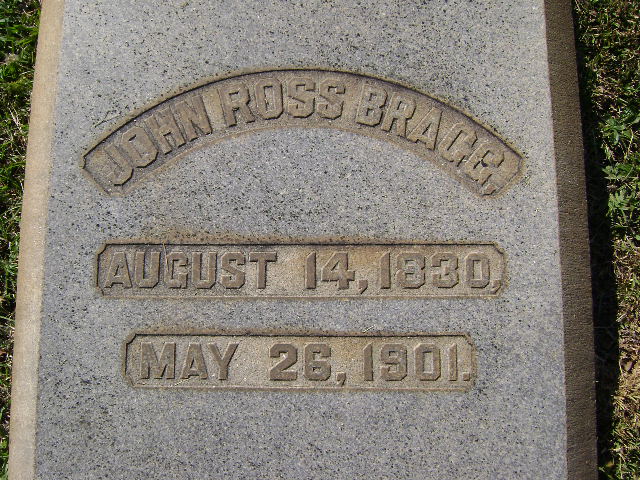 JOHN ROSS BRAGG,
AUGUST 14, 1830,
MAY 26, 1901.